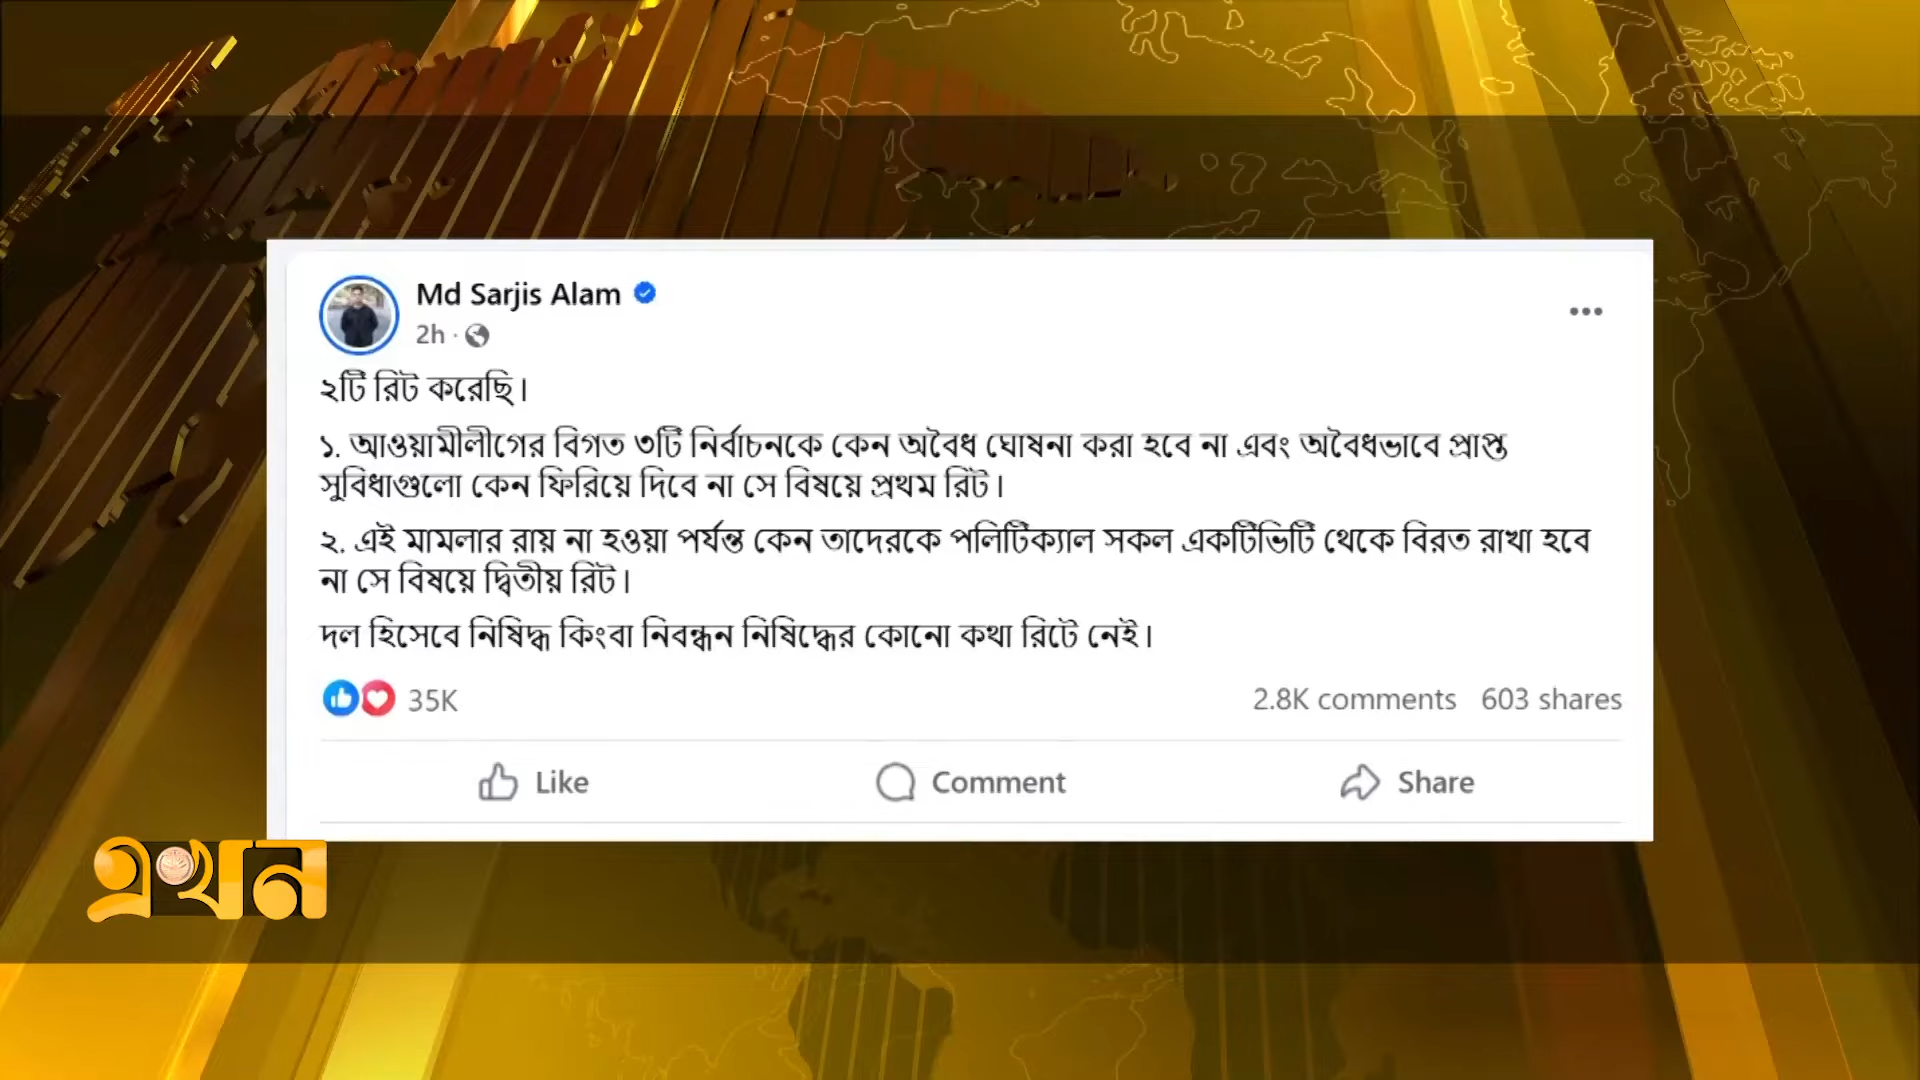 Md Sarjis Alam
2h ·
২টি রিট করেছি।
১. আওয়ামীলীগের বিগত ৩টি নির্বাচনকে কেন অবৈধ ঘোষনা করা হবে না এবং অবৈধভাবে প্রাপ্ত
সুবিধাগুলো কেন ফিরিয়ে দিবে না সে বিষয়ে প্রথম রিট।
২. এই মামলার রায় না হওয়া পর্যন্ত কেন তাদেরকে পলিটিক্যাল সকল একটিভিটি থেকে বিরত রাখা হবে
না সে বিষয়ে দ্বিতীয় রিট।
দল হিসেবে নিষিদ্ধ কিংবা নিবন্ধন নিষিদ্ধের কোনো কথা রিটে নেই।
35K 2.8K comments 603 shares
Like Comment Share
এখন